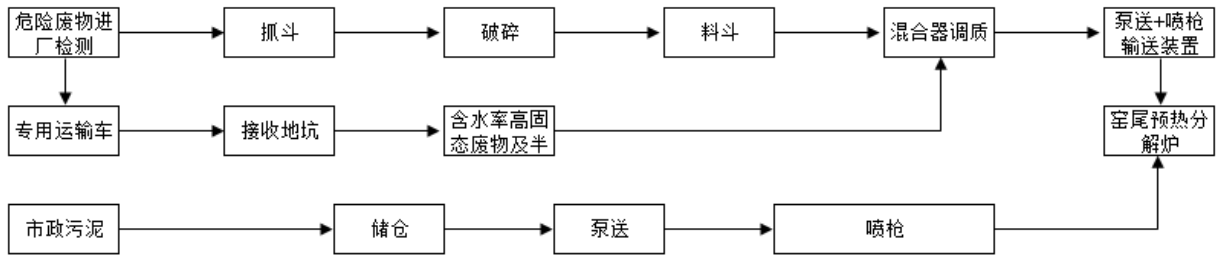 危险废物进
厂检测
抓斗
破碎
料斗
混合器调质
泵送+喷枪
输送装置
专用运输车
接收地坑
含水率高固
态废物及半
窑尾预热分
解炉
市政污泥
储仓
泵送
喷枪